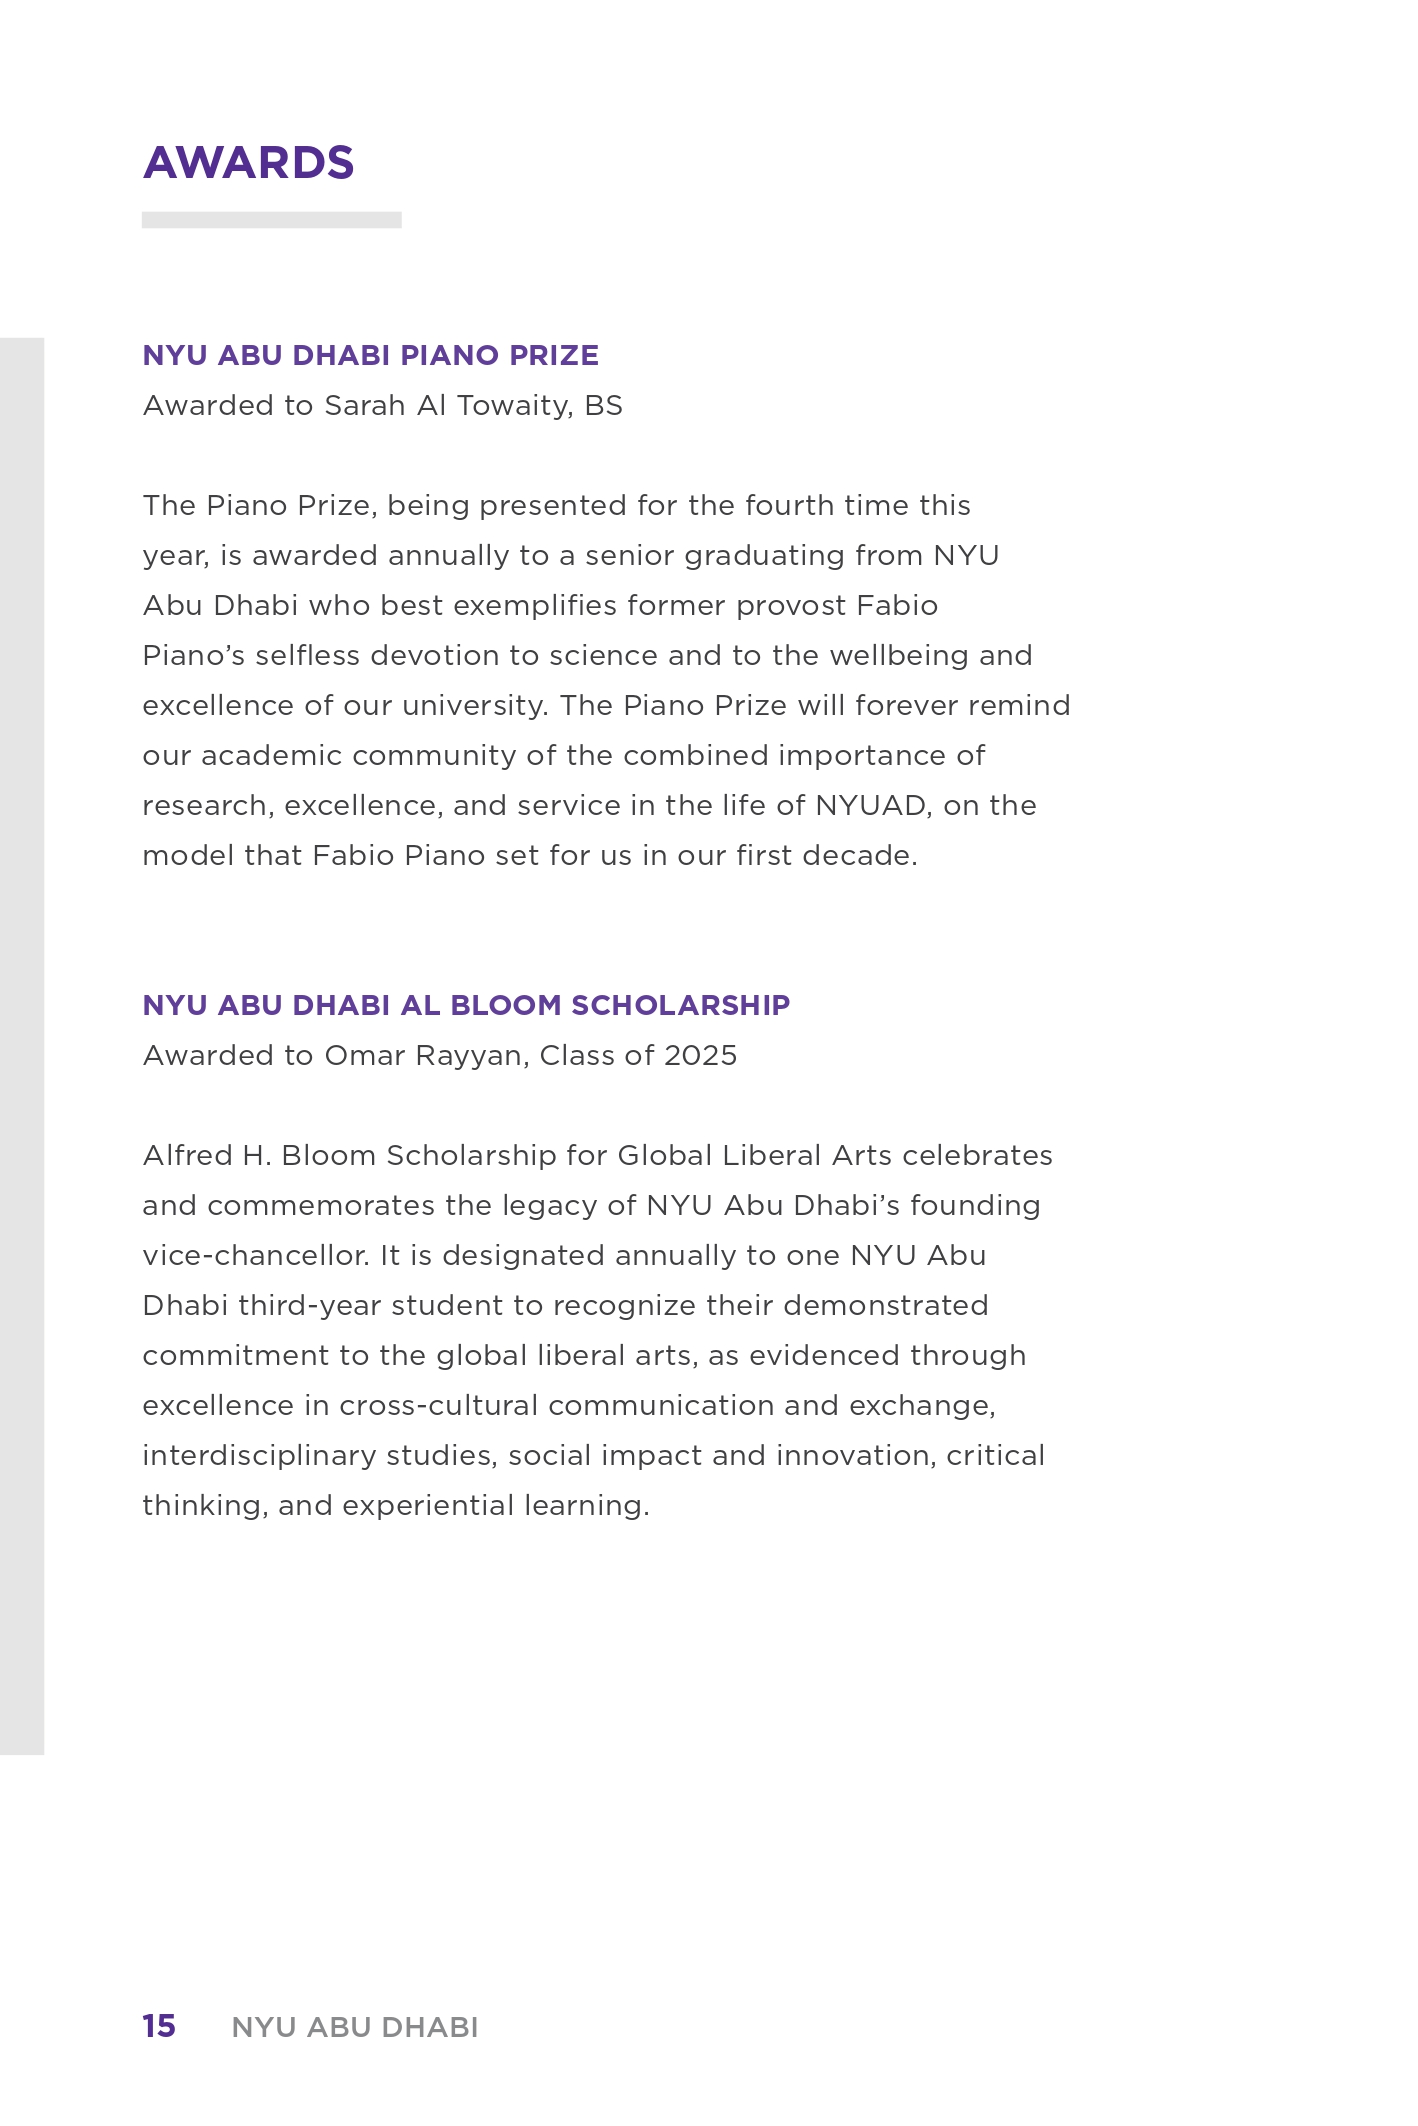 AWARDS
NYU ABU DHABI PIANO PRIZE
Awarded to Sarah Al Towaity, BS
The Piano Prize, being presented for the fourth time this
year, is awarded annually to a senior graduating from NYU
Abu Dhabi who best exemplifies former provost Fabio
Piano’s selfless devotion to science and to the wellbeing and
excellence of our university. The Piano Prize will forever remind
our academic community of the combined importance of
research, excellence, and service in the life of NYUAD, on the
model that Fabio Piano set for us in our first decade.
NYU ABU DHABI AL BLOOM SCHOLARSHIP
Awarded to Omar Rayyan, Class of 2025
Alfred H. Bloom Scholarship for Global Liberal Arts celebrates
and commemorates the legacy of NYU Abu Dhabi’s founding
vice-chancellor. It is designated annually to one NYU Abu
Dhabi third-year student to recognize their demonstrated
commitment to the global liberal arts, as evidenced through
excellence in cross-cultural communication and exchange,
interdisciplinary studies, social impact and innovation, critical
thinking, and experiential learning.
15 NYU ABU DHABI